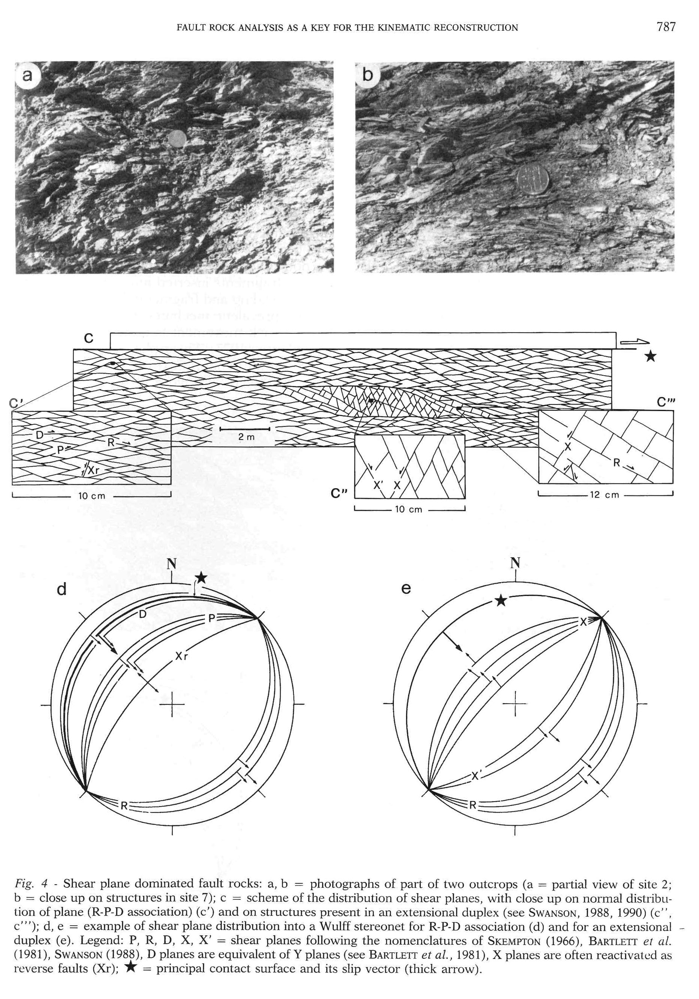 FAULT ROCK ANALYSIS AS A KEY FOR THE KINEMATIC RECONSTRUCTION 787
a b
C
C'
C'''
D
R
P
Xr
2 m
X
R
X' X
C''
10 cm
12 cm
10 cm
N N
d e
D
P
X
Xr
X'
R R
Fig. 4 - Shear plane dominated fault rocks: a, b = photographs of part of two outcrops (a = partial view of site 2;
b = close up on structures in site 7); c = scheme of the distribution of shear planes, with close up on normal distribu-
tion of plane (R-P-D association) (c') and on structures present in an extensional duplex (see SWANSON, 1988, 1990) (c'',
c'''); d, e = example of shear plane distribution into a Wulff stereonet for R-P-D association (d) and for an extensional -
duplex (e). Legend: P, R, D, X, X' = shear planes following the nomenclatures of SKEMPTON (1966), BARTLETT et al.
(1981), SWANSON (1988), D planes are equivalent of Y planes (see BARTLETT et al., 1981), X planes are often reactivated as
reverse faults (Xr); ★ = principal contact surface and its slip vector (thick arrow).